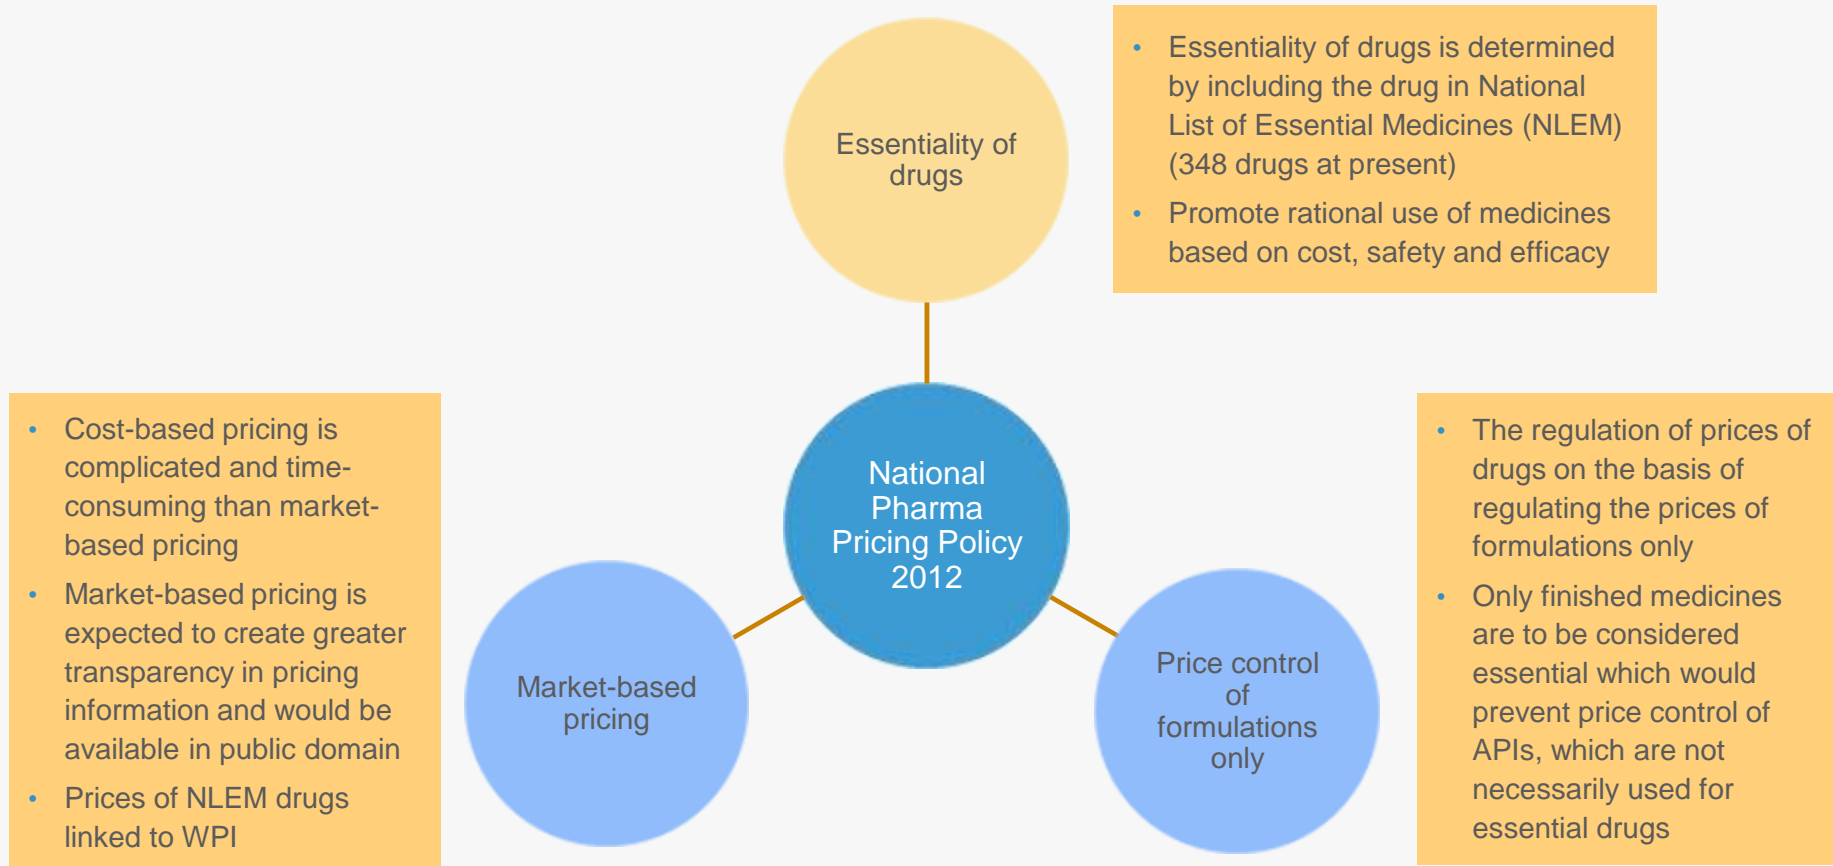 Essentiality of
drugs
• Essentiality of drugs is determined
by including the drug in National
List of Essential Medicines (NLEM)
(348 drugs at present)
• Promote rational use of medicines
based on cost, safety and efficacy
National
Pharma
Pricing Policy
2012
• Cost-based pricing is
complicated and time-
consuming than market-
based pricing
• Market-based pricing is
expected to create greater
transparency in pricing
information and would be
available in public domain
• Prices of NLEM drugs
linked to WPI
Market-based
pricing
Price control
of
formulations
only
• The regulation of prices of
drugs on the basis of
regulating the prices of
formulations only
• Only finished medicines
are to be considered
essential which would
prevent price control of
APIs, which are not
necessarily used for
essential drugs